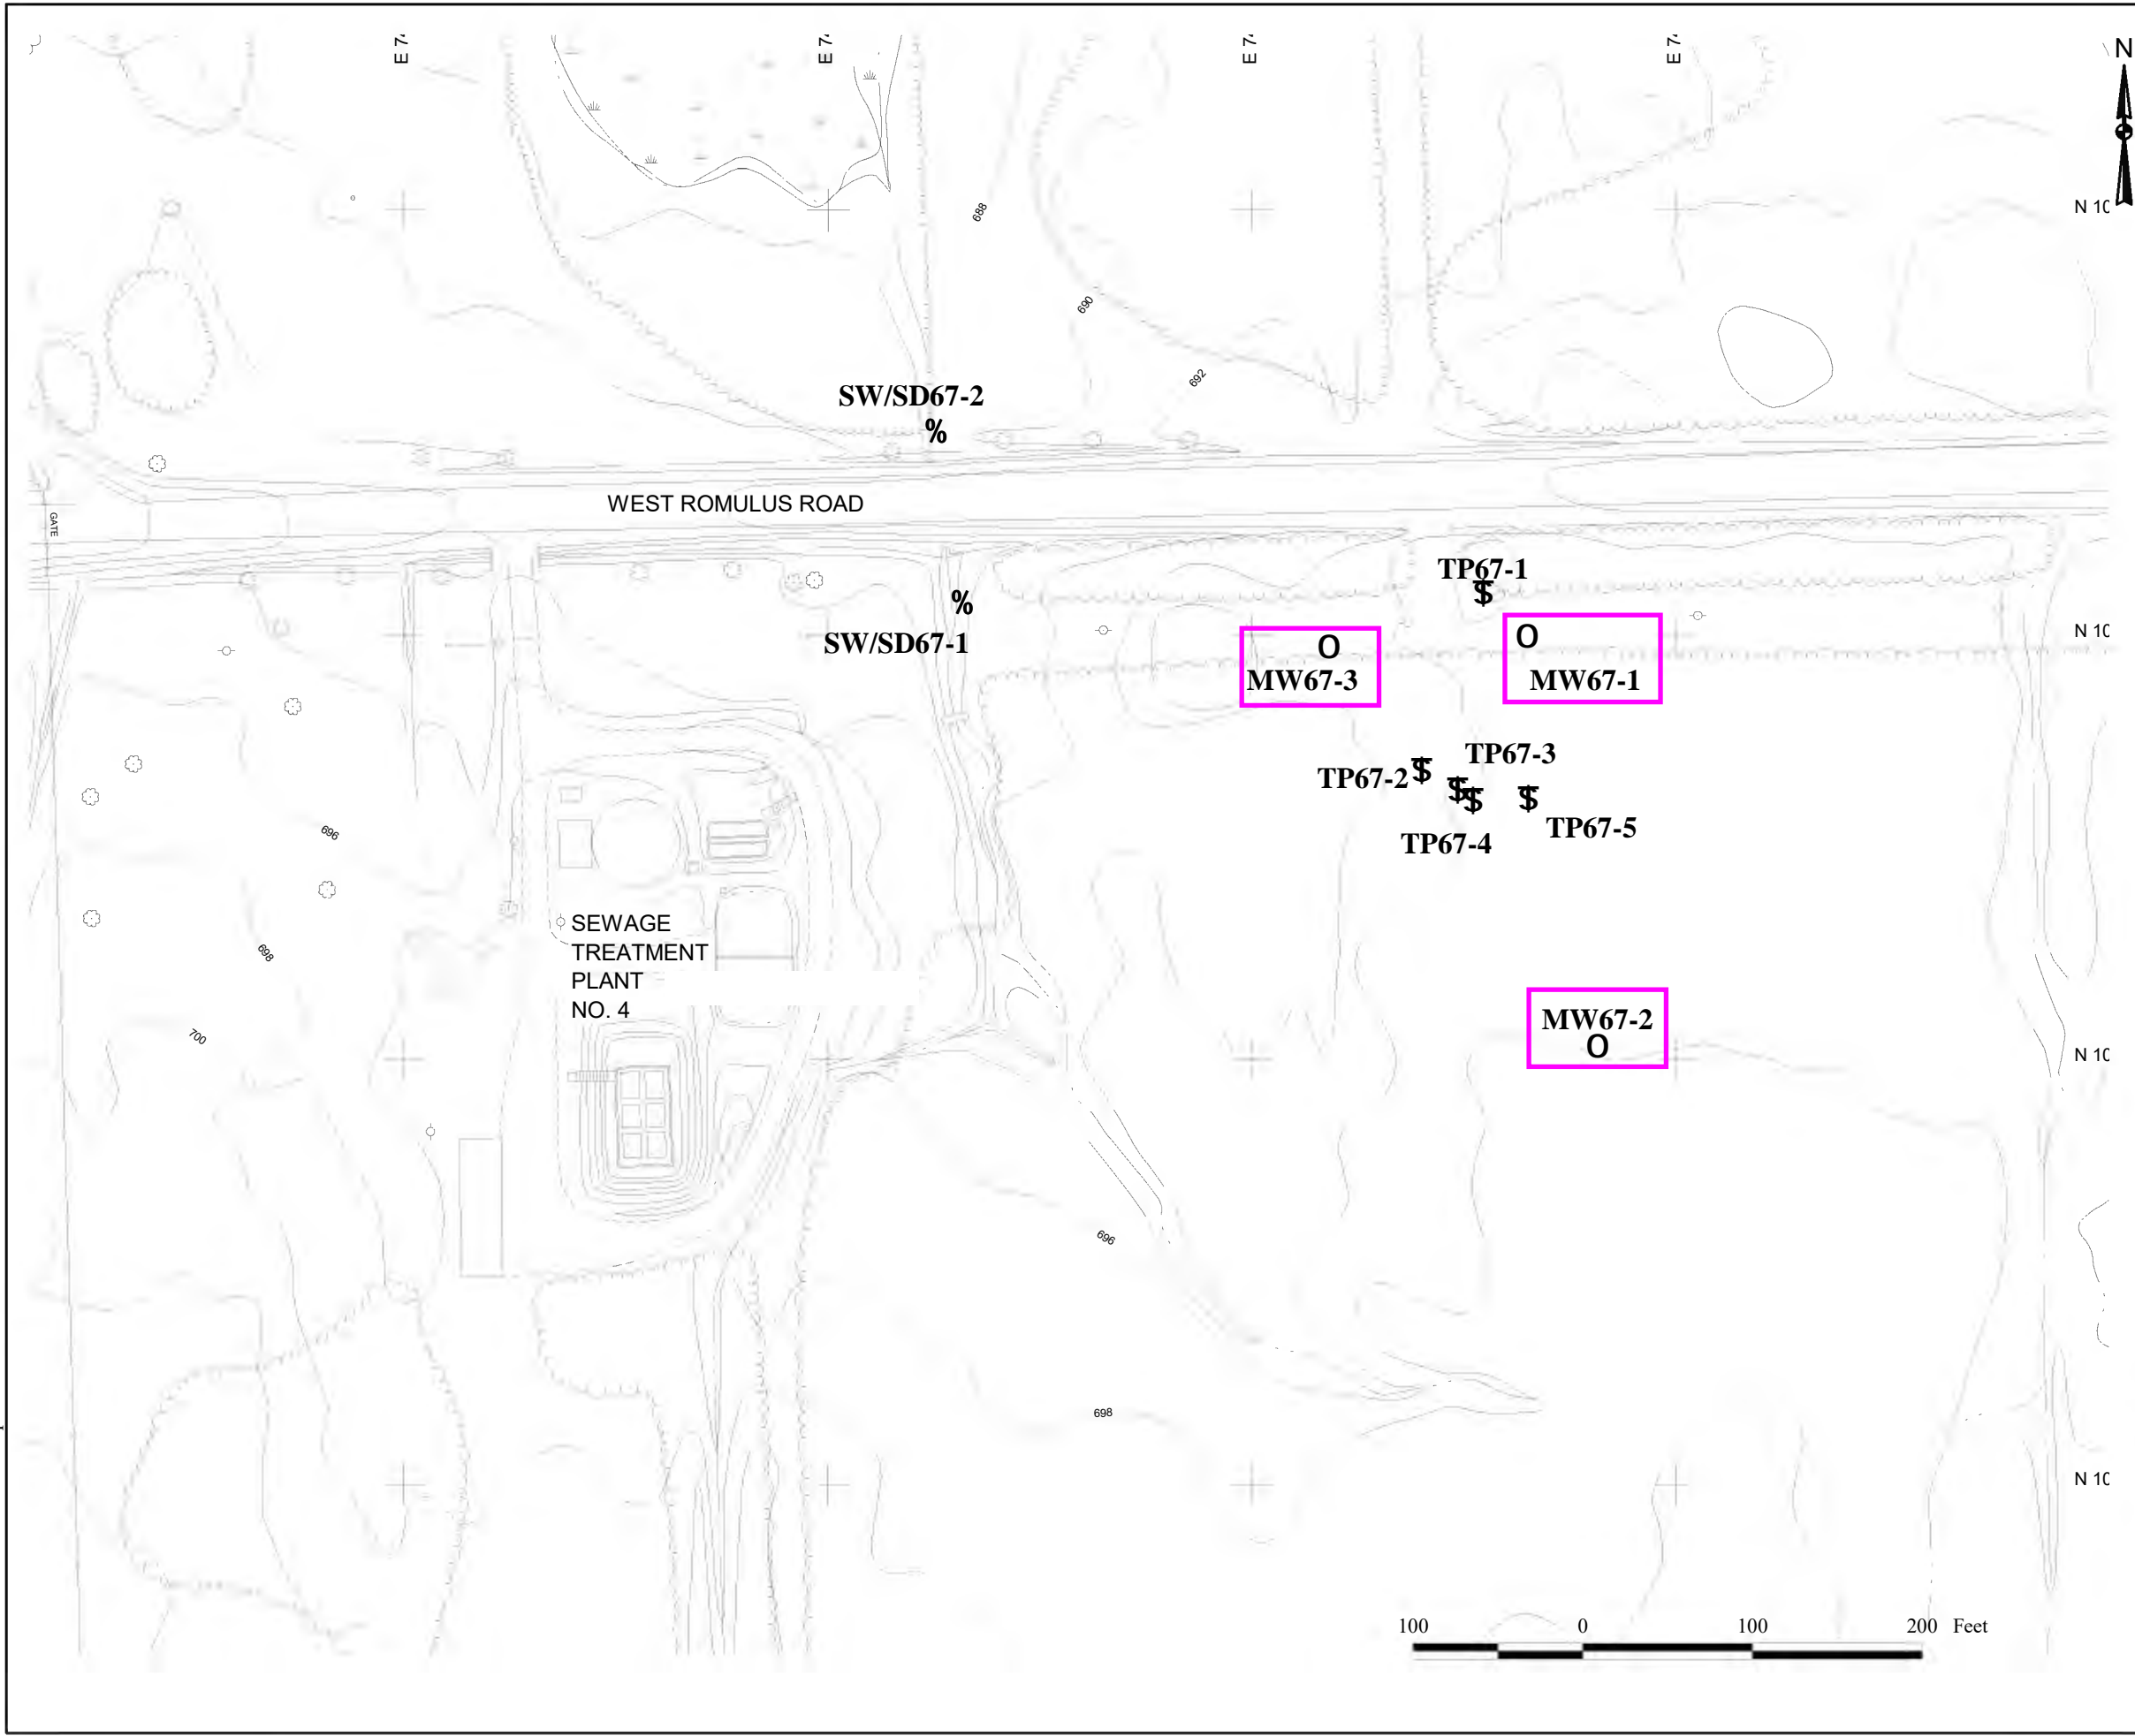 E 7
E 7
E 7
E 7
N
N 10
688
690
692
SW/SD67-2
%
WEST ROMULUS ROAD
GATE
TP67-1
$
%
SW/SD67-1
N 10
O
MW67-3
O
MW67-1
TP67-3
TP67-2 $
$
$
$
TP67-4
TP67-5
696
698
700
SEWAGE
TREATMENT
PLANT
NO. 4
MW67-2
O
N 10
696
698
N 10
100 0 100 200 Feet